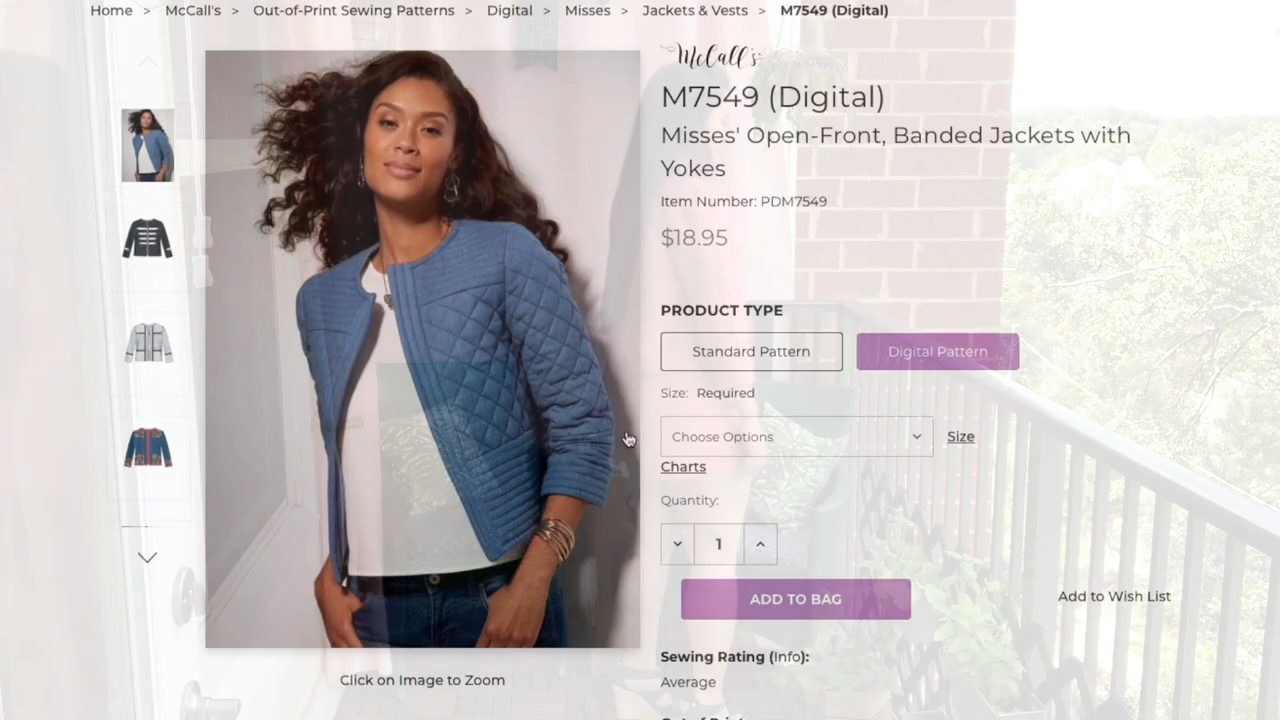 Home > McCall's > Out-of-Print Sewing Patterns > Digital > Misses > Jackets & Vests > M7549 (Digital)
McCall's
M7549 (Digital)
Misses' Open-Front, Banded Jackets with
Yokes
Item Number: PDM7549
$18.95
PRODUCT TYPE
Standard Pattern Digital Pattern
Size: Required
Choose Options Size
Charts
Quantity:
1
ADD TO BAG
Add to Wish List
Sewing Rating (Info):
Average
Click on Image to Zoom